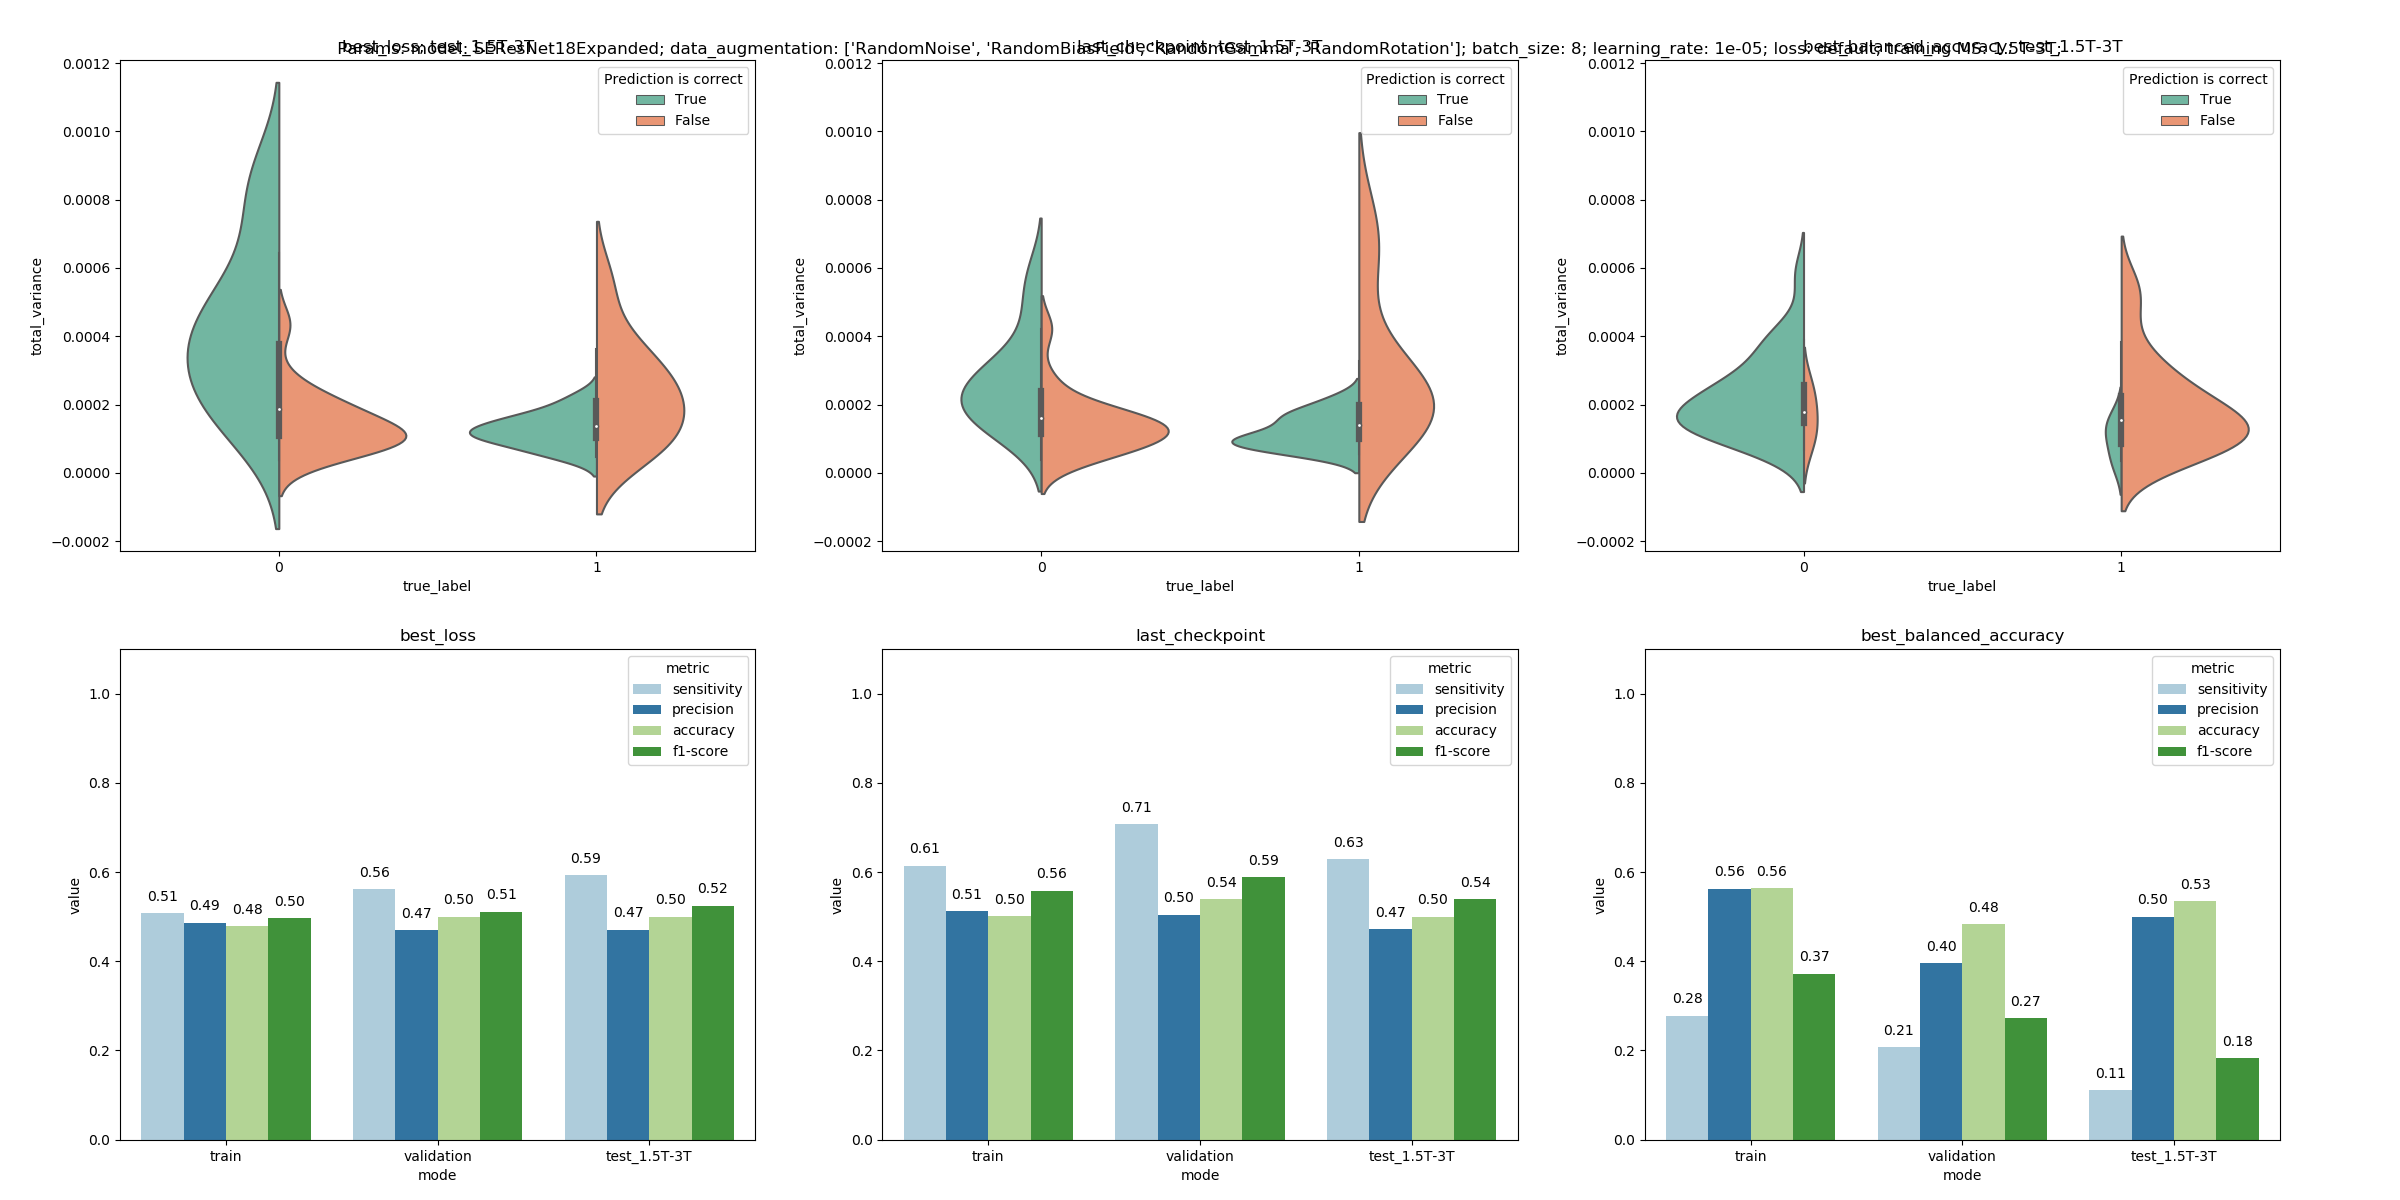 Params: model: SEResNet18Expanded; data_augmentation: ['RandomNoise', 'RandomBiasField', 'RandomGamma', 'RandomRotation']; batch_size: 8; learning_rate: 1e-05; loss: default; training MS: 1.5T-3T;
best_loss; test_1.5T-3T
last_checkpoint; test_1.5T-3T
best_balanced_accuracy; test_1.5T-3T
total_variance
0.0012
0.0010
0.0008
0.0006
0.0004
0.0002
0.0000
−0.0002
Prediction is correct
True
False
0 1
true_label
total_variance
0.0012
0.0010
0.0008
0.0006
0.0004
0.0002
0.0000
−0.0002
Prediction is correct
True
False
0 1
true_label
total_variance
0.0012
0.0010
0.0008
0.0006
0.0004
0.0002
0.0000
−0.0002
Prediction is correct
True
False
0 1
true_label
best_loss
value
1.0
0.8
0.6
0.4
0.2
0.0
metric
sensitivity
precision
accuracy
f1-score
0.51 0.49 0.48 0.50
0.56 0.47 0.50 0.51
0.59 0.47 0.50 0.52
train validation test_1.5T-3T
mode
last_checkpoint
value
1.0
0.8
0.6
0.4
0.2
0.0
metric
sensitivity
precision
accuracy
f1-score
0.61 0.51 0.50 0.56
0.71 0.50 0.54 0.59
0.63 0.47 0.50 0.54
train validation test_1.5T-3T
mode
best_balanced_accuracy
value
1.0
0.8
0.6
0.4
0.2
0.0
metric
sensitivity
precision
accuracy
f1-score
0.28 0.56 0.56 0.37
0.21 0.40 0.48 0.27
0.11 0.50 0.53 0.18
train validation test_1.5T-3T
mode